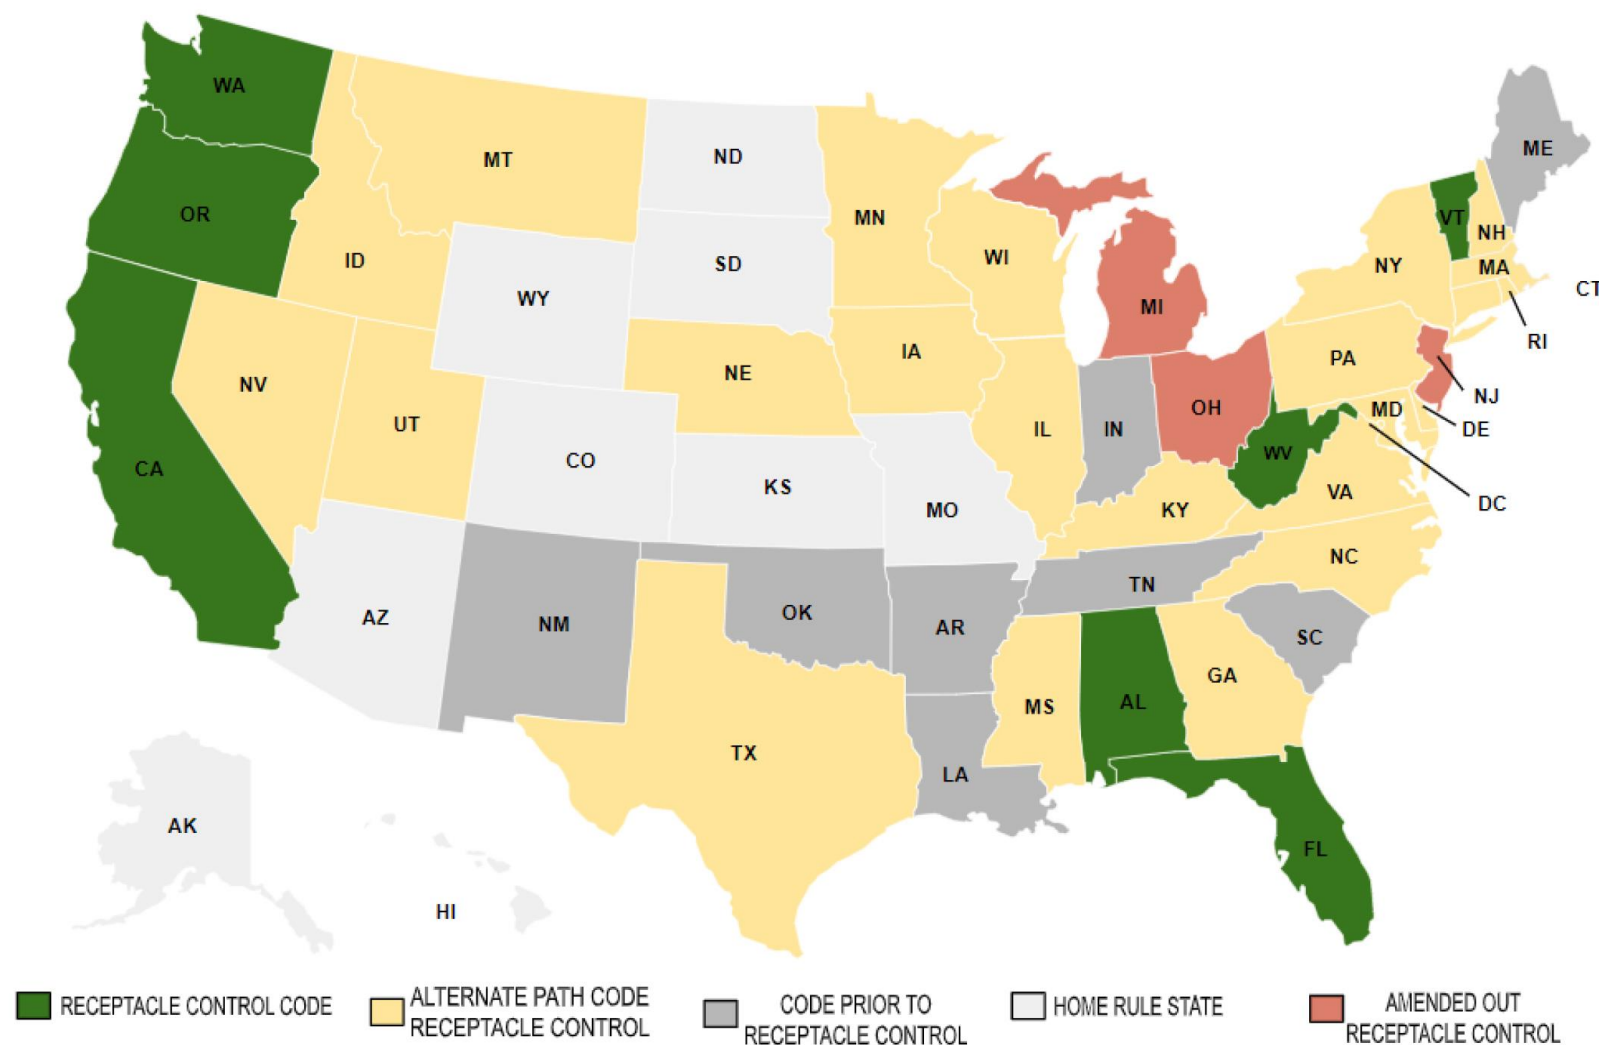 WA
ME
ND
MT
OR
VT
MN
NH
WI
ID
SD
NY
MA
CT
WY
MI
RI
IA
PA
NE
NV
NJ
OH
MD
UT
IL
IN
DE
WV
CO
CA
KS
VA
DC
MO
KY
NC
TN
NM
OK
AZ
AR
SC
GA
AL
MS
TX
LA
AK
FL
HI
RECEPTACLE CONTROL CODE
ALTERNATE PATH CODE
RECEPTACLE CONTROL
CODE PRIOR TO
RECEPTACLE CONTROL
HOME RULE STATE
AMENDED OUT
RECEPTACLE CONTROL